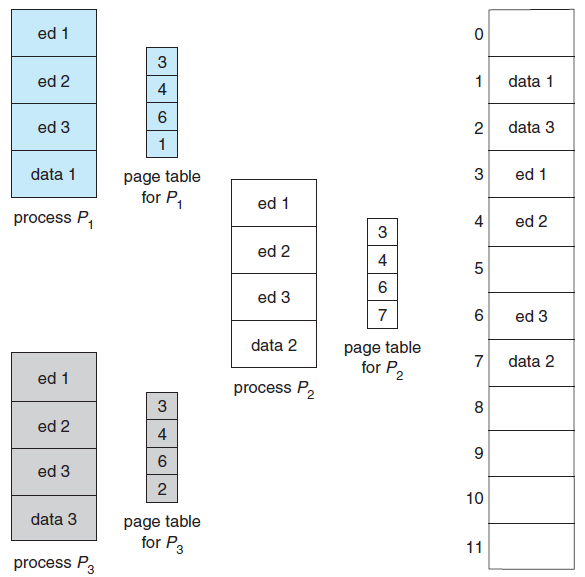 ed 1
ed 2
ed 3
data 1
process P1
3
4
6
1
page table
for P1
ed 1
ed 2
ed 3
data 2
process P2
3
4
6
7
page table
for P2
ed 1
ed 2
ed 3
data 3
process P3
3
4
6
2
page table
for P3
0
1 data 1
2 data 3
3 ed 1
4 ed 2
5
6 ed 3
7 data 2
8
9
10
11